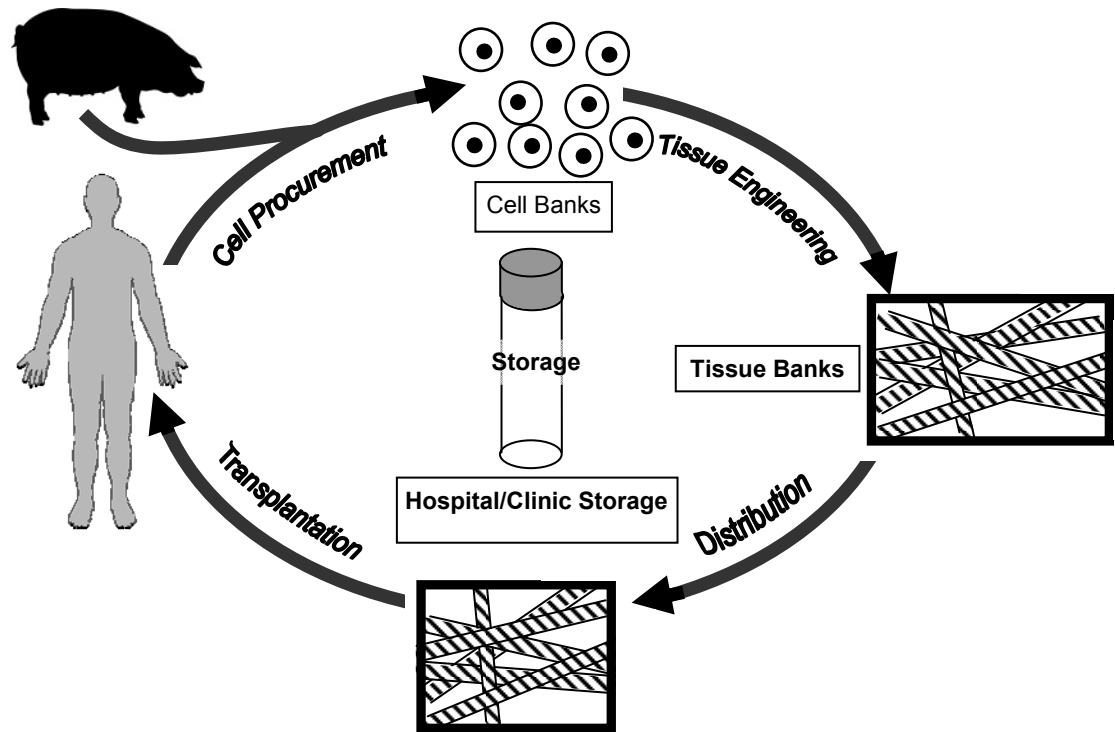 Cell Procurement
Cell Banks
Tissue Engineering
Storage
Tissue Banks
Hospital/Clinic Storage
Transplantation
Distribution